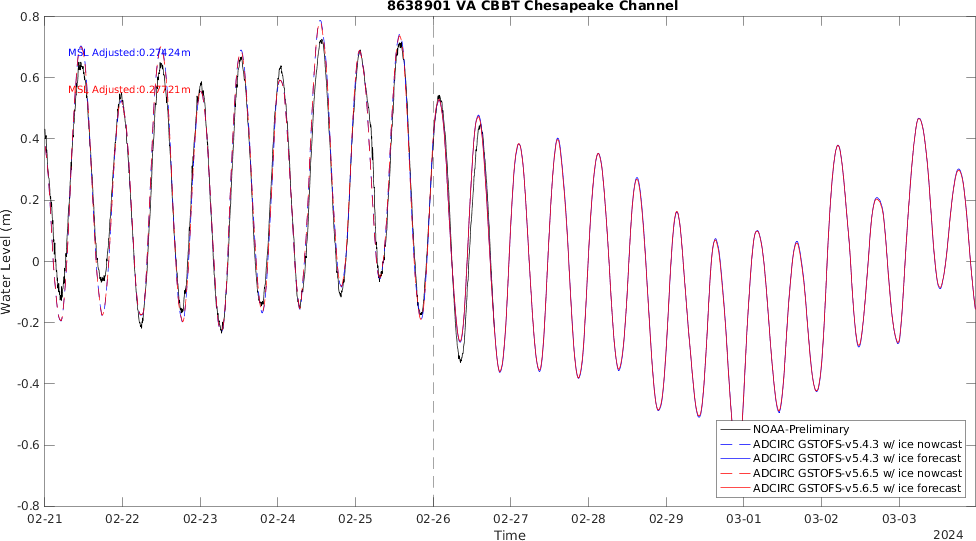 8638901 VA CBBT Chesapeake Channel
0.8
MSL Adjusted:0.27424m
0.6
MSL Adjusted:0.27721m
0.4
0.2
0
-0.2
-0.4
-0.6
-0.8
Water Level (m)
NOAA-Preliminary
ADCIRC GSTOFS-v5.4.3 w/ ice nowcast
ADCIRC GSTOFS-v5.4.3 w/ ice forecast
ADCIRC GSTOFS-v5.6.5 w/ ice nowcast
ADCIRC GSTOFS-v5.6.5 w/ ice forecast
02-21 02-22 02-23 02-24 02-25 02-26 02-27 02-28 02-29 03-01 03-02 03-03
Time
2024